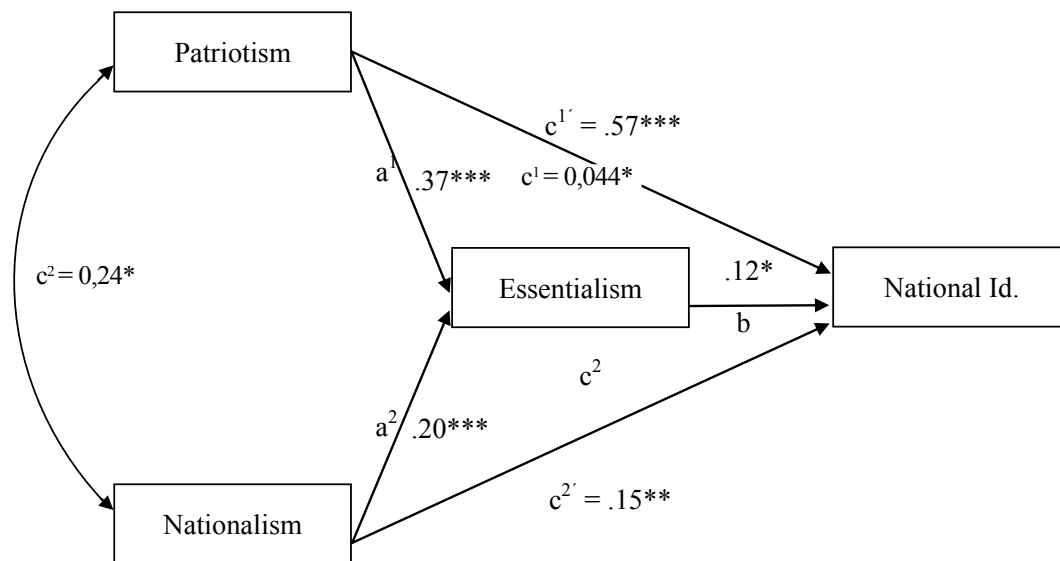 Patriotism
c¹´ = .57***
a¹ .37***
c¹ = 0,044*
c² = 0,24*
Essentialism
.12*
National Id.
b
c²
a² .20***
c²´ = .15**
Nationalism